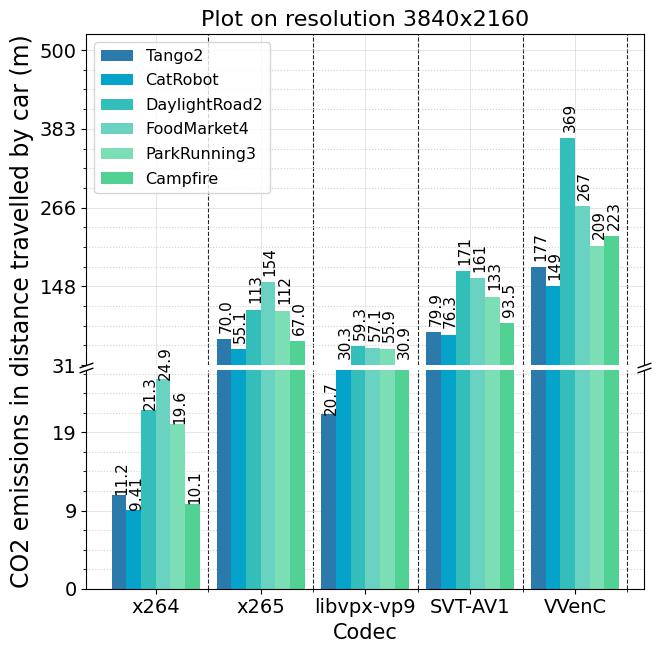 Plot on resolution 3840x2160
CO2 emissions in distance travelled by car (m)
500
383
266
148
31
19
9
0
Tango2
CatRobot
DaylightRoad2
FoodMarket4
ParkRunning3
Campfire
11.2
9.41
21.3
24.9
19.6
10.1
70.0
55.1
113
154
112
67.0
20.7
30.3
59.3
57.1
55.9
30.9
79.9
76.3
171
161
133
93.5
177
149
369
267
209
223
x264
x265
libvpx-vp9
SVT-AV1
VVenC
Codec